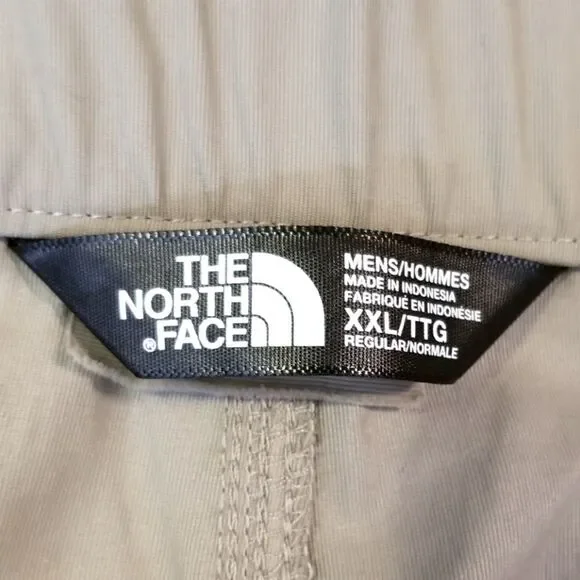 THE
NORTH
®FACE
MENS/HOMMES
MADE IN INDONESIA
FABRIQUÉ EN INDONÉSIE
XXL/TTG
REGULAR/NORMALE